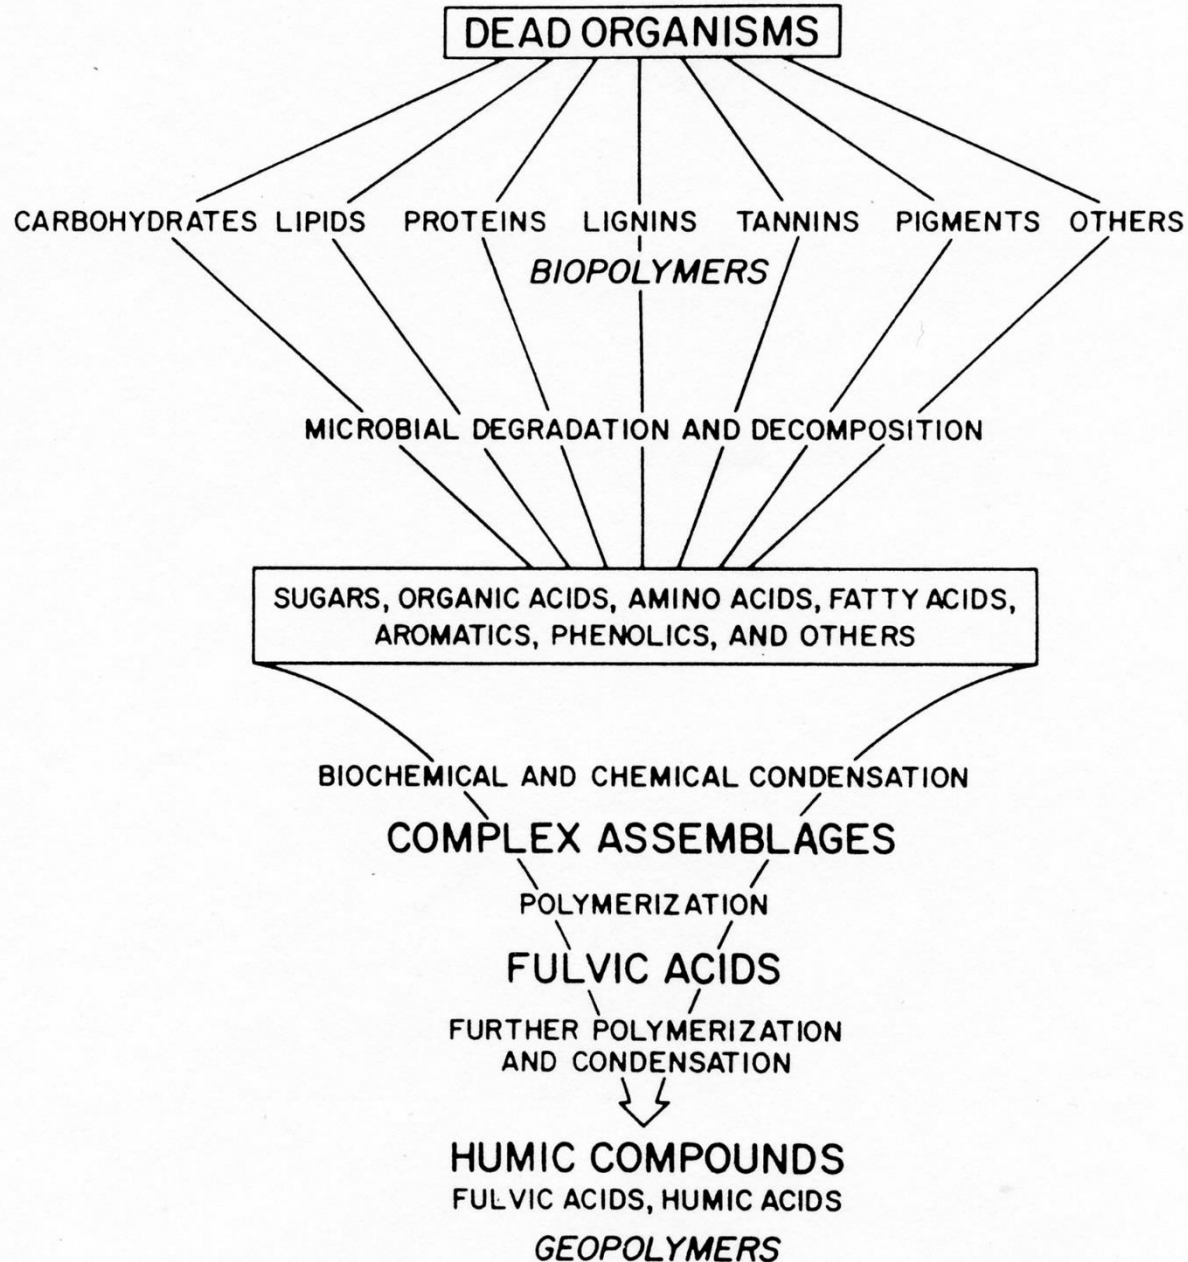 DEAD ORGANISMS
CARBOHYDRATES LIPIDS PROTEINS LIGNINS TANNINS PIGMENTS OTHERS
BIOPOLYMERS
MICROBIAL DEGRADATION AND DECOMPOSITION
SUGARS, ORGANIC ACIDS, AMINO ACIDS, FATTY ACIDS,
AROMATICS, PHENOLICS, AND OTHERS
BIOCHEMICAL AND CHEMICAL CONDENSATION
COMPLEX ASSEMBLAGES
POLYMERIZATION
FULVIC ACIDS
FURTHER POLYMERIZATION
AND CONDENSATION
HUMIC COMPOUNDS
FULVIC ACIDS, HUMIC ACIDS
GEOPOLYMERS